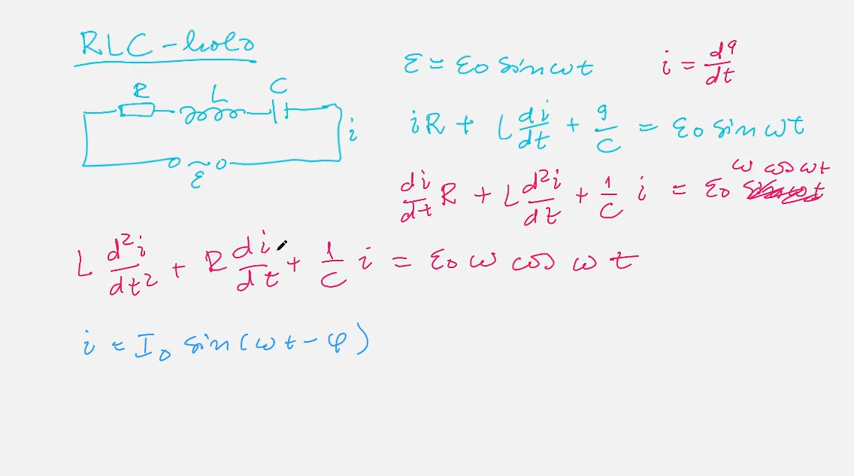 RLC-kolo
R L C
i
ε
ε = ε0 sin ωt
i = dq/dt
iR + L di/dt + q/C = ε0 sin ωt
di/dt R + L d²i/dt + 1/C i = ε0 ω cos ωt
L d²i/dt² + R di/dt + 1/C i = ε0 ω cos ωt
i = I0 sin(ωt - φ)